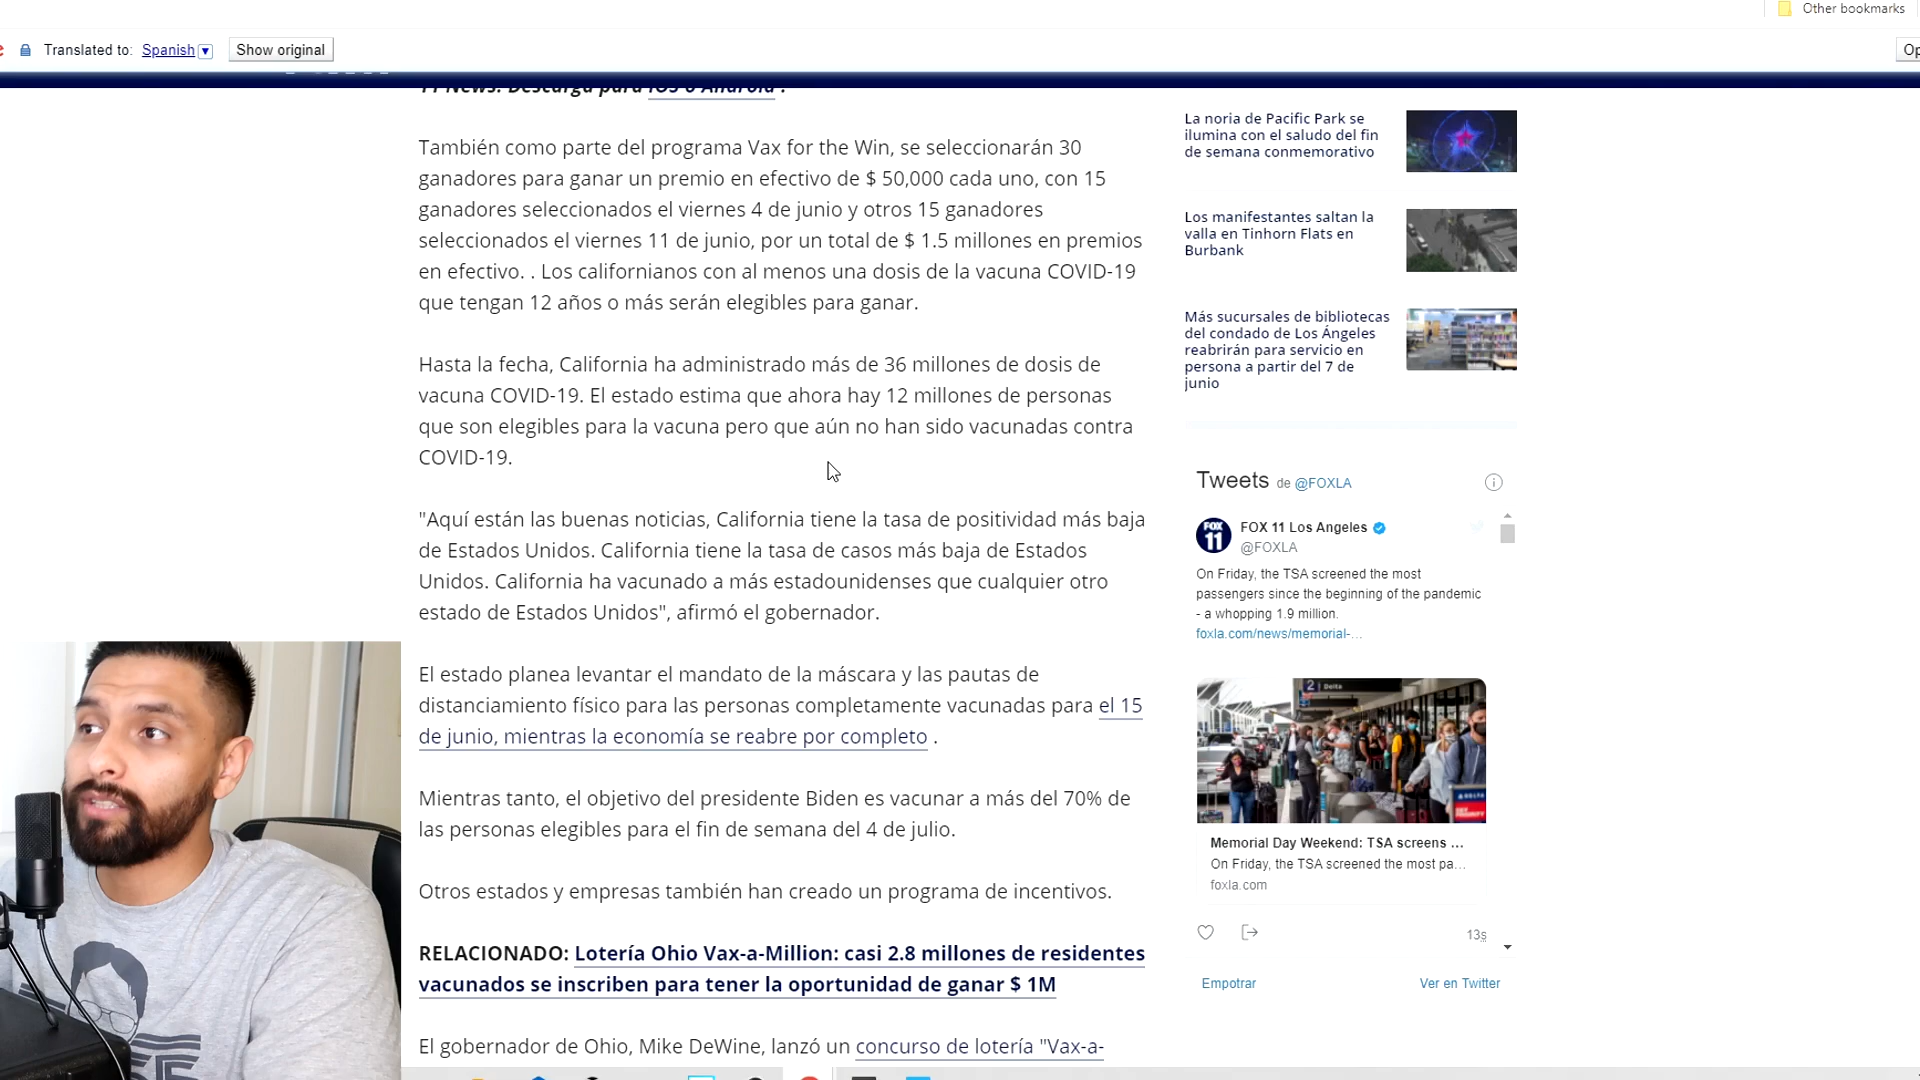 Other bookmarks
Translated to: Spanish
Show original
11 News. Descarga para iOS o Android .
También como parte del programa Vax for the Win, se seleccionarán 30
ganadores para ganar un premio en efectivo de $ 50,000 cada uno, con 15
ganadores seleccionados el viernes 4 de junio y otros 15 ganadores
seleccionados el viernes 11 de junio, por un total de $ 1.5 millones en premios
en efectivo. . Los californianos con al menos una dosis de la vacuna COVID-19
que tengan 12 años o más serán elegibles para ganar.
Hasta la fecha, California ha administrado más de 36 millones de dosis de
vacuna COVID-19. El estado estima que ahora hay 12 millones de personas
que son elegibles para la vacuna pero que aún no han sido vacunadas contra
COVID-19.
"Aquí están las buenas noticias, California tiene la tasa de positividad más baja
de Estados Unidos. California tiene la tasa de casos más baja de Estados
Unidos. California ha vacunado a más estadounidenses que cualquier otro
estado de Estados Unidos", afirmó el gobernador.
El estado planea levantar el mandato de la máscara y las pautas de
distanciamiento físico para las personas completamente vacunadas para el 15
de junio, mientras la economía se reabre por completo .
Mientras tanto, el objetivo del presidente Biden es vacunar a más del 70% de
las personas elegibles para el fin de semana del 4 de julio.
Otros estados y empresas también han creado un programa de incentivos.
RELACIONADO: Lotería Ohio Vax-a-Million: casi 2.8 millones de residentes
vacunados se inscriben para tener la oportunidad de ganar $ 1M
El gobernador de Ohio, Mike DeWine, lanzó un concurso de lotería "Vax-a-
La noria de Pacific Park se
ilumina con el saludo del fin
de semana conmemorativo
Los manifestantes saltan la
valla en Tinhorn Flats en
Burbank
Más sucursales de bibliotecas
del condado de Los Ángeles
reabrirán para servicio en
persona a partir del 7 de
junio
Tweets de @FOXLA
FOX 11
FOX 11 Los Angeles
@FOXLA
On Friday, the TSA screened the most
passengers since the beginning of the pandemic
- a whopping 1.9 million.
foxla.com/news/memorial-...
2 Delta
Memorial Day Weekend: TSA screens ...
On Friday, the TSA screened the most pa...
foxla.com
13s
Empotrar
Ver en Twitter